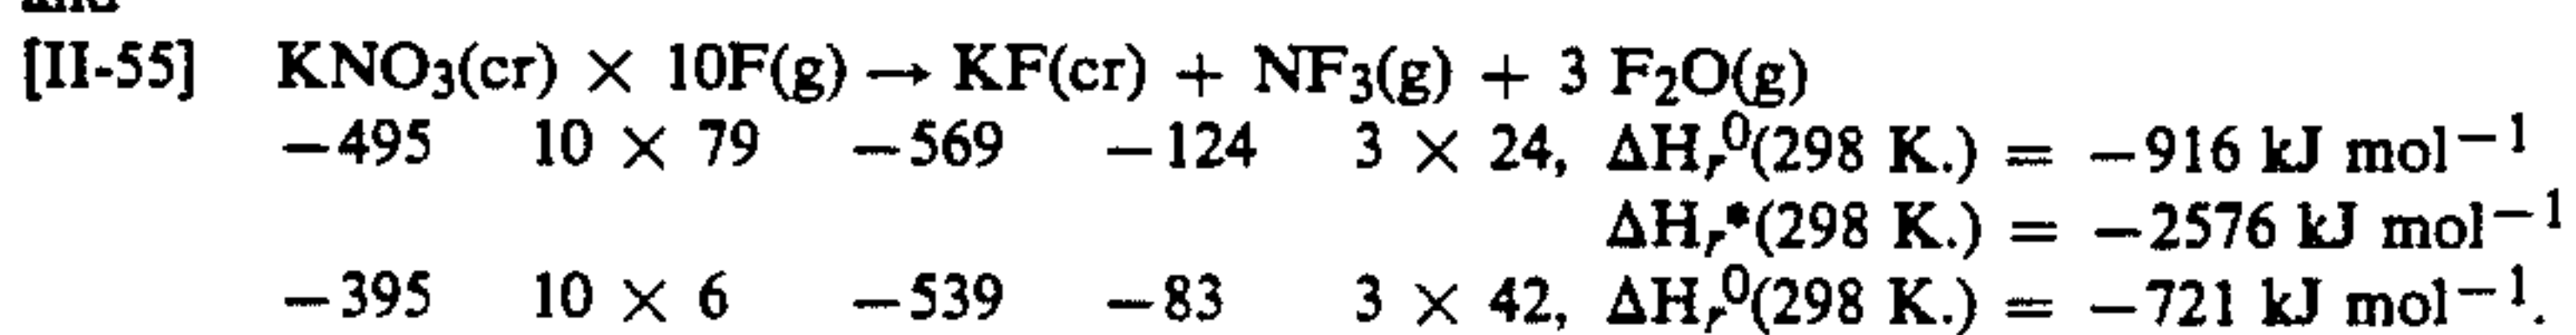 [II-55] KNO₃(cr) × 10F(g) → KF(cr) + NF₃(g) + 3 F₂O(g)
−495 10 × 79 −569 −124 3 × 24, ΔHᵣ⁰(298 K.) = −916 kJ mol⁻¹
ΔHᵣ*(298 K.) = −2576 kJ mol⁻¹
−395 10 × 6 −539 −83 3 × 42, ΔHᵣ⁰(298 K.) = −721 kJ mol⁻¹.